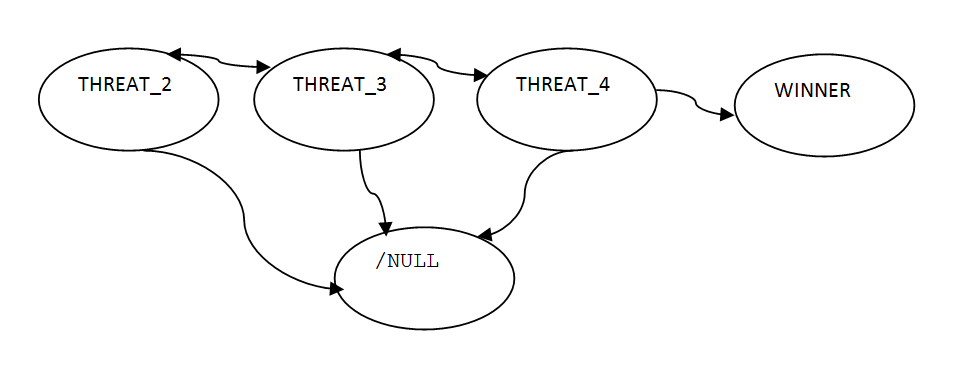 THREAT_2
THREAT_3
THREAT_4
WINNER
/NULL